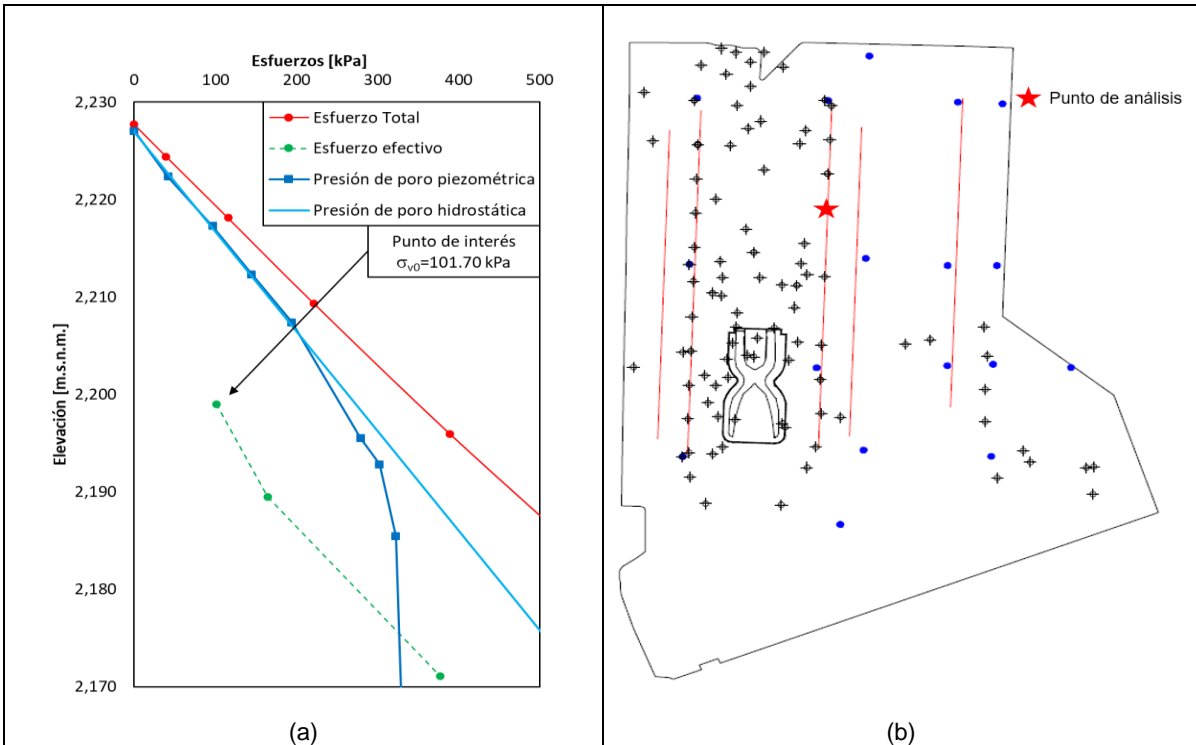 Esfuerzos [kPa]
0 100 200 300 400 500
2,230
2,220
2,210
2,200
2,190
2,180
2,170
Elevación [m.s.n.m.]
Esfuerzo Total
Esfuerzo efectivo
Presión de poro piezométrica
Presión de poro hidrostática
Punto de interés
σv0=101.70 kPa
(a)
Punto de análisis
(b)